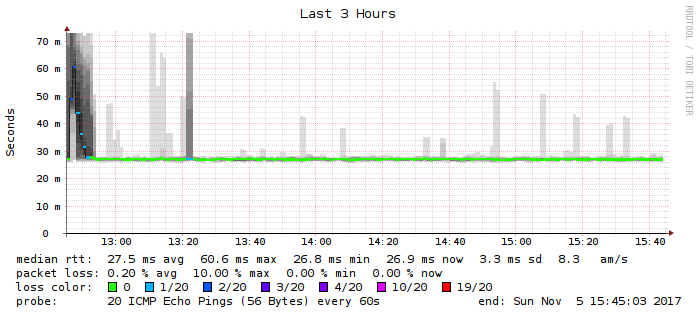 Last 3 Hours
RRDTOOL / TOBI OETIKER
Seconds
70 m
60 m
50 m
40 m
30 m
20 m
10 m
0
13:00 13:20 13:40 14:00 14:20 14:40 15:00 15:20 15:40
median rtt: 27.5 ms avg 60.6 ms max 26.8 ms min 26.9 ms now 3.3 ms sd 8.3 am/s
packet loss: 0.20 % avg 10.00 % max 0.00 % min 0.00 % now
loss color: 0 1/20 2/20 3/20 4/20 10/20 19/20
probe: 20 ICMP Echo Pings (56 Bytes) every 60s end: Sun Nov 5 15:45:03 2017